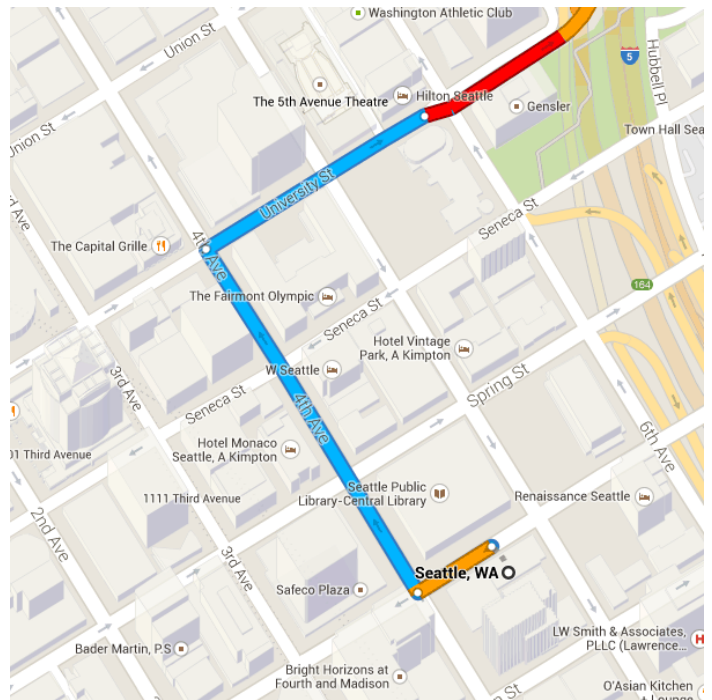 Washington Athletic Club
Union St
5
Hubbell Pl
The 5th Avenue Theatre
Hilton Seattle
Gensler
Union St
Town Hall Sea
3rd Ave
University St
Seneca St
The Capital Grille
4th Ave
164
The Fairmont Olympic
Seneca St
Hotel Vintage
Park, A Kimpton
W Seattle
3rd Ave
Spring St
Seneca St
4th Ave
6th Ave
Hotel Monaco
Seattle, A Kimpton
01 Third Avenue
1111 Third Avenue
Seattle Public
Library-Central Library
Renaissance Seattle
2nd Ave
3rd Ave
Seattle, WA
Safeco Plaza
LW Smith & Associates,
PLLC (Lawrence...
H
Bader Martin, P.S
Bright Horizons at
Fourth and Madison
O'Asian Kitchen